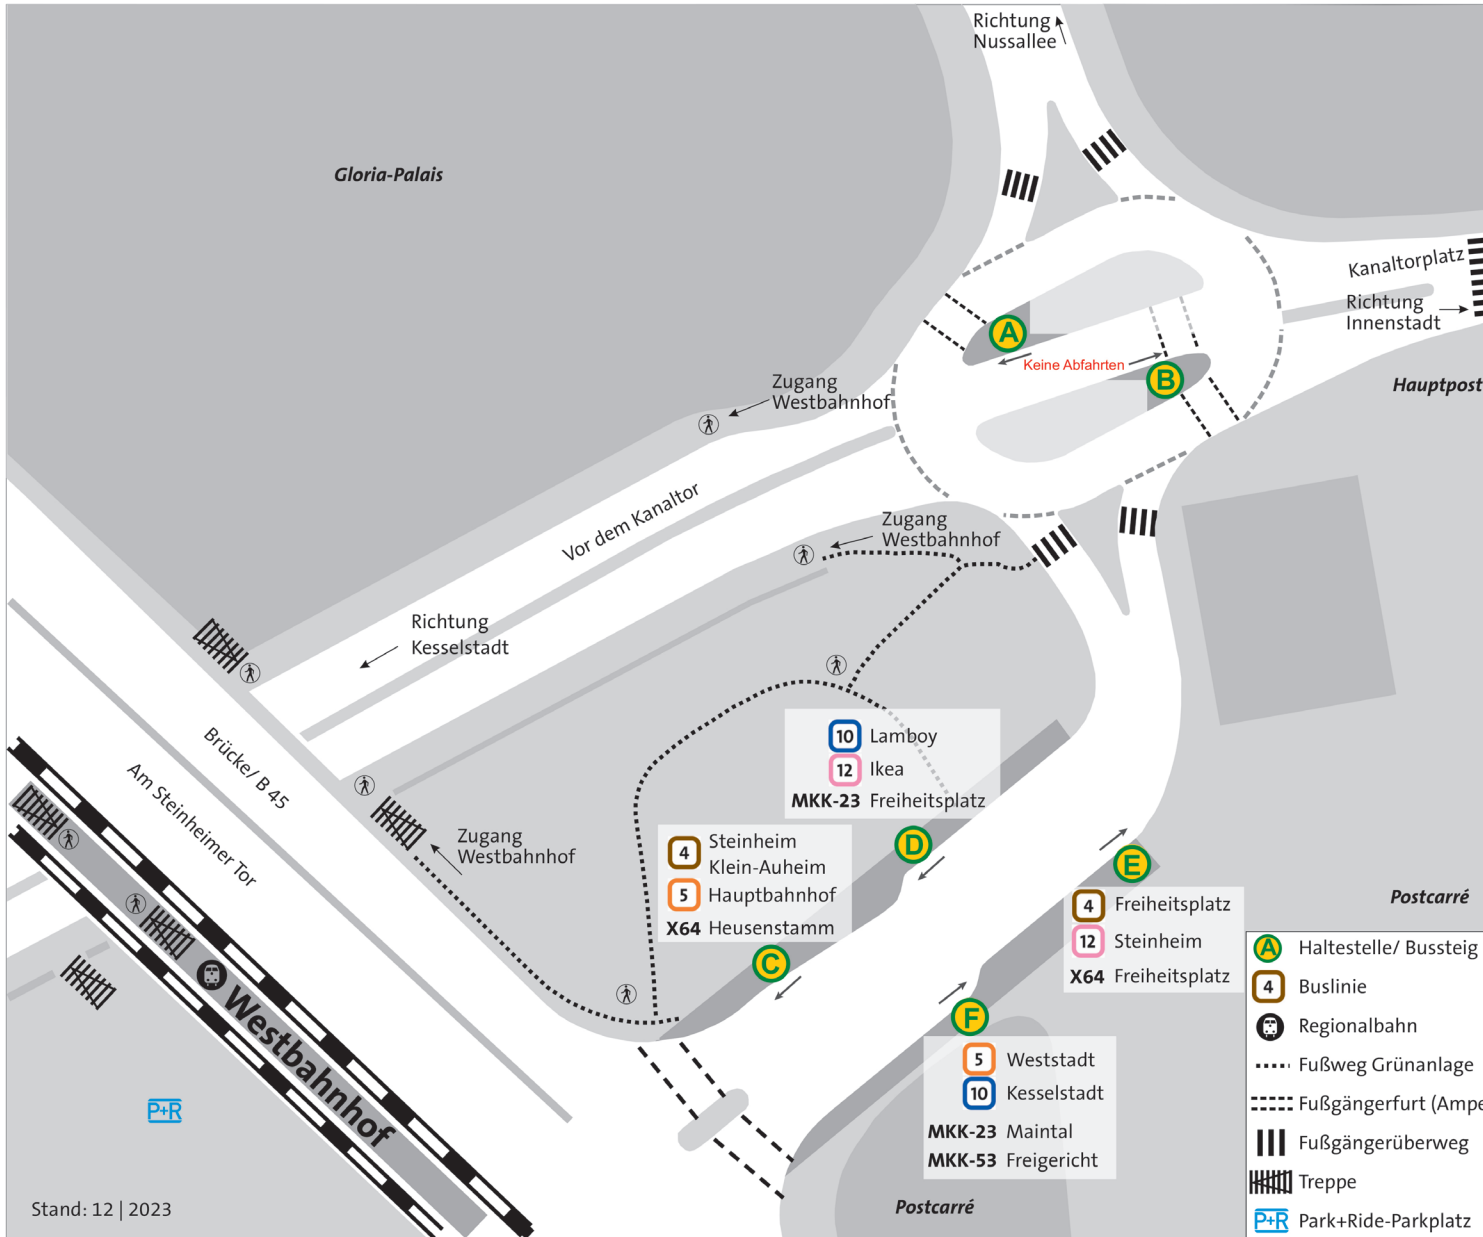 Richtung
Nussallee
Gloria-Palais
Kanaltorplatz
Richtung
Innenstadt
A
Keine Abfahrten
B
Hauptpost
Zugang
Westbahnhof
Vor dem Kanaltor
Zugang
Westbahnhof
Richtung
Kesselstadt
Brücke/ B 45
Am Steinheimer Tor
10 Lamboy
12 Ikea
MKK-23 Freiheitsplatz
Zugang
Westbahnhof
4 Steinheim
Klein-Auheim
5 Hauptbahnhof
X64 Heusenstamm
D
E
C
F
4 Freiheitsplatz
12 Steinheim
X64 Freiheitsplatz
Postcarré
Westbahnhof
5 Weststadt
10 Kesselstadt
MKK-23 Maintal
MKK-53 Freigericht
P+R
Postcarré
Stand: 12 | 2023
A Haltestelle/ Bussteig
4 Buslinie
Regionalbahn
Fußweg Grünanlage
Fußgängerfurt (Ampe
Fußgängerüberweg
Treppe
P+R Park+Ride-Parkplatz